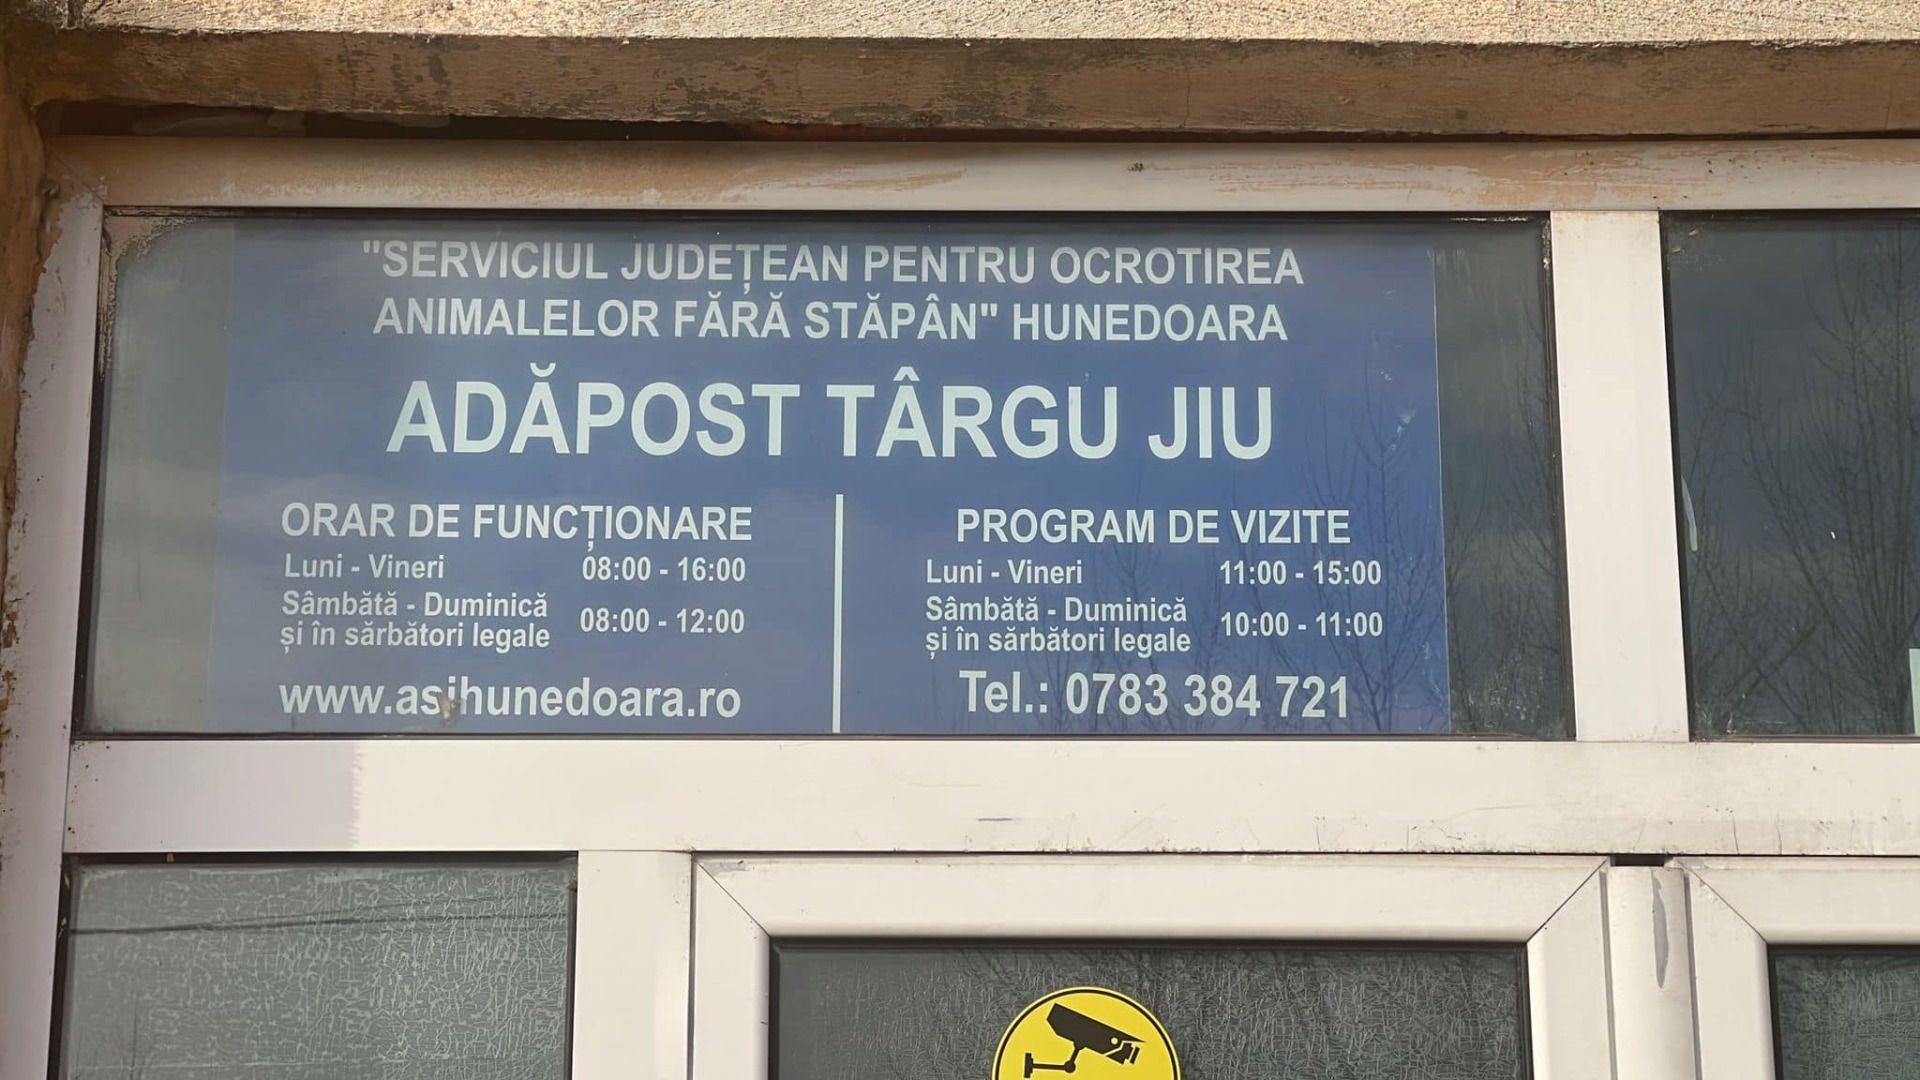 "SERVICIUL JUDEȚEAN PENTRU OCROTIREA
ANIMALELOR FĂRĂ STĂPÂN" HUNEDOARA
ADĂPOST TÂRGU JIU
ORAR DE FUNCȚIONARE
Luni - Vineri 08:00 - 16:00
Sâmbătă - Duminică
și în sărbători legale 08:00 - 12:00
www.asihunedoara.ro
PROGRAM DE VIZITE
Luni - Vineri 11:00 - 15:00
Sâmbătă - Duminică
și în sărbători legale 10:00 - 11:00
Tel.: 0783 384 721